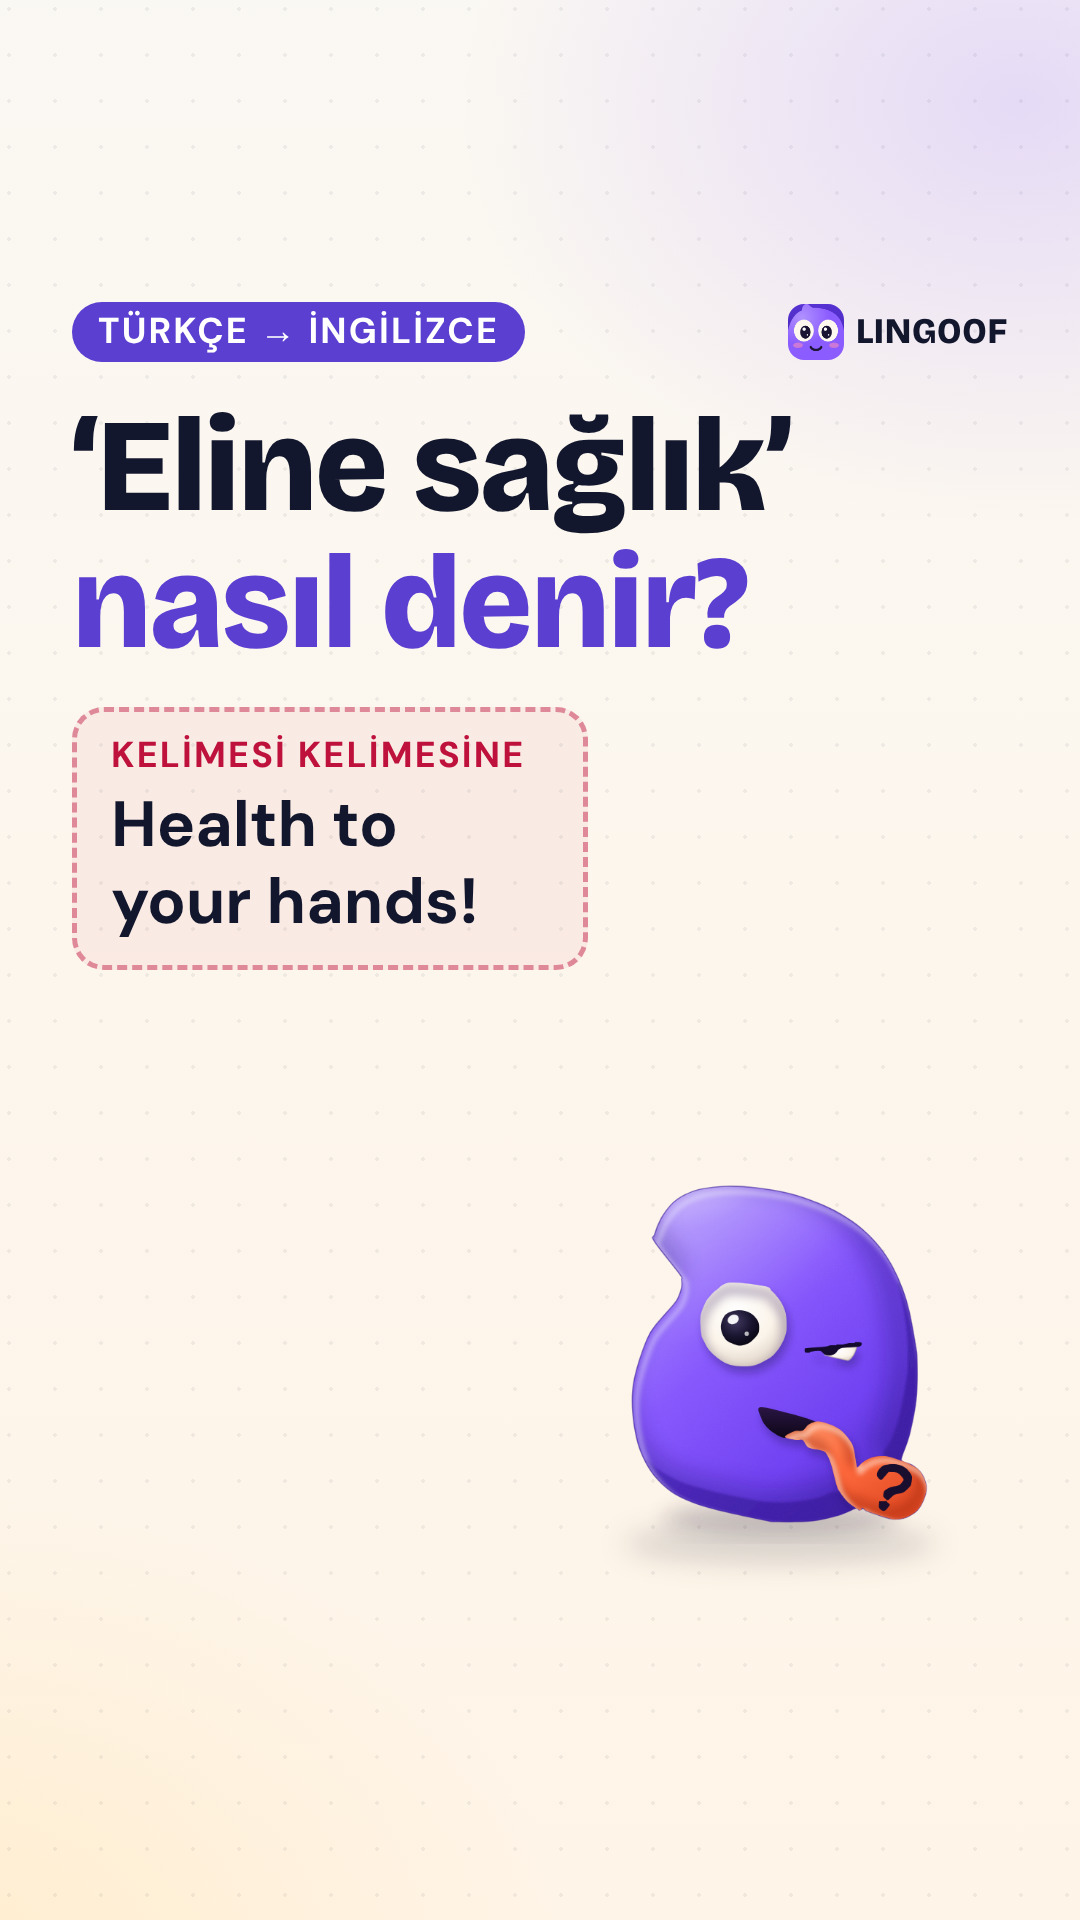 TÜRKÇE → İNGİLİZCE
LINGOOF
‘Eline sağlık’
nasıl denir?
KELİMESİ KELİMESİNE
Health to
your hands!
?